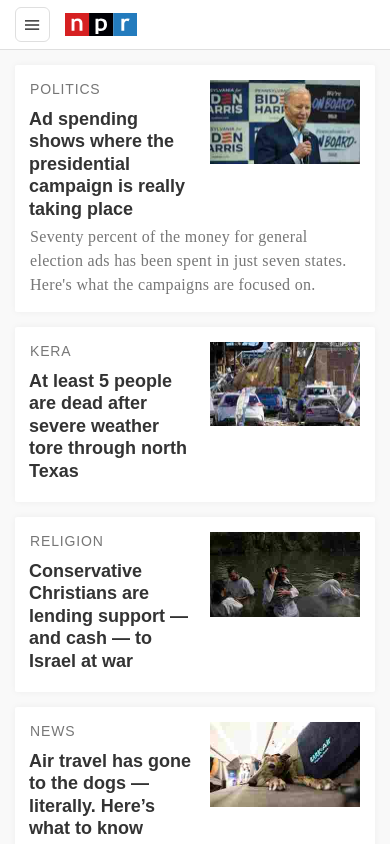 npr
POLITICS
Ad spending
shows where the
presidential
campaign is really
taking place
Seventy percent of the money for general
election ads has been spent in just seven states.
Here's what the campaigns are focused on.
KERA
At least 5 people
are dead after
severe weather
tore through north
Texas
RELIGION
Conservative
Christians are
lending support —
and cash — to
Israel at war
NEWS
Air travel has gone
to the dogs —
literally. Here’s
what to know